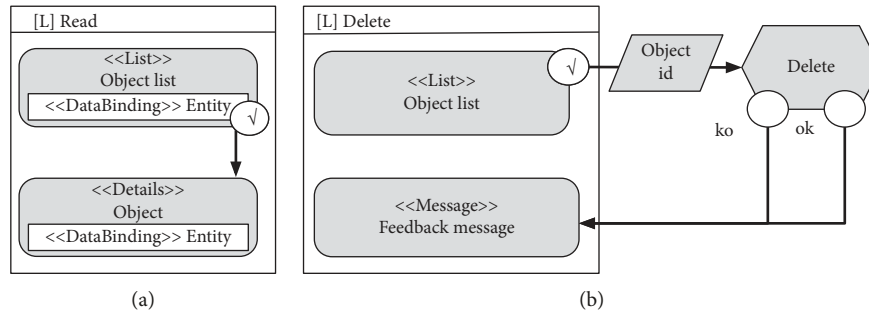 [L] Read
<<List>>
Object list
<<DataBinding>> Entity
√
<<Details>>
Object
<<DataBinding>> Entity
(a)
[L] Delete
<<List>>
Object list
√
Object
id
Delete
ko
ok
<<Message>>
Feedback message
(b)